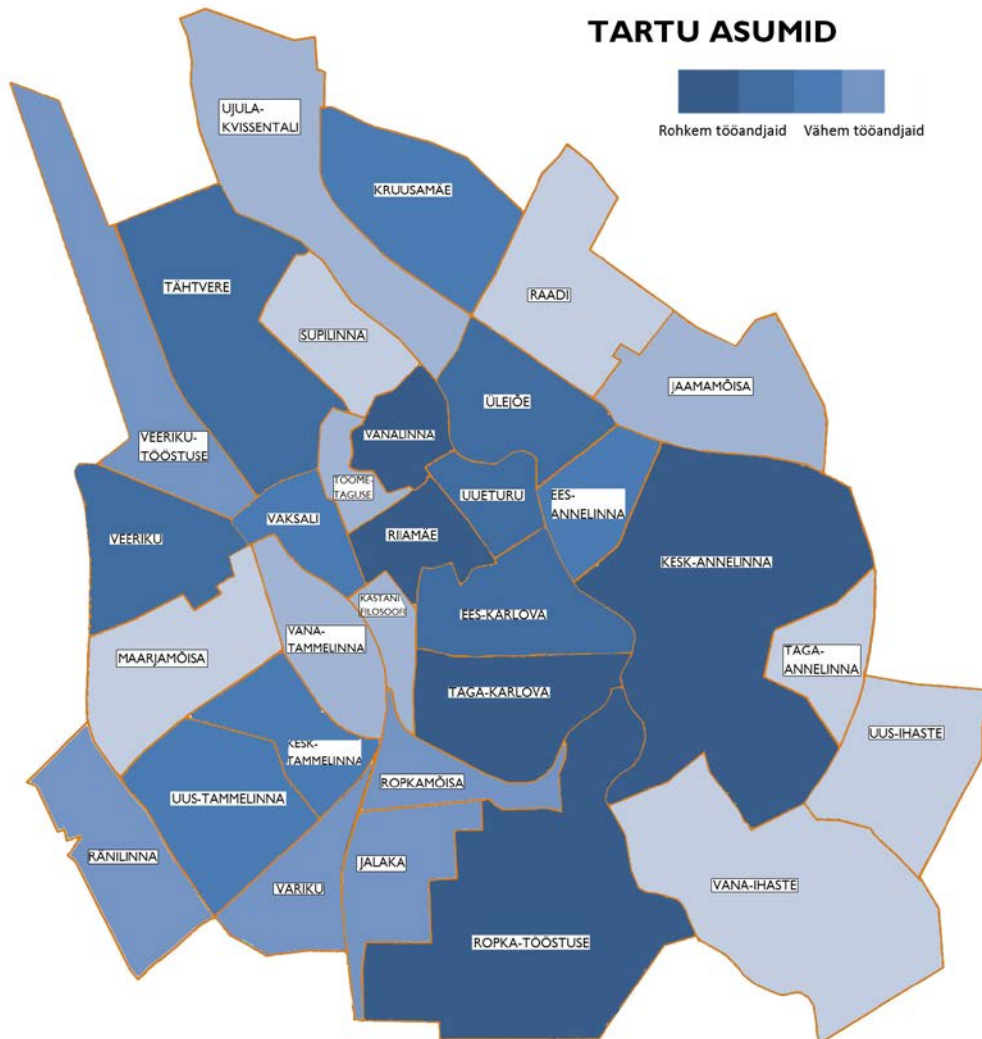 TARTU ASUMID
Rohkem tööandjaid Vähem tööandjaid
UJULA-
KVISSENTALI
KRUUSAMÄE
TÄHTVERE
RAADI
SUPILINNA
JAAMAMÕISA
ÜLEJÕE
VANALINNA
VEERIKU-
TÖÖSTUSE
TOOME-
TAGUSE
UUETURU
EES-
ANNELINNA
VAKSALI
VEERIKU
RIIAMÄE
KESK-ANNELINNA
KASTANI
FILOSOOFI
EES-KARLOVA
VANA-
TAMMELINNA
MAARJAMÕISA
TAGA-
ANNELINNA
TAGA-KARLOVA
UUS-IHASTE
KESK-
TAMMELINNA
ROPKAMÕISA
UUS-TAMMELINNA
RÄNILINNA
JALAKA
VARIKU
VANA-IHASTE
ROPKA-TÖÖSTUSE